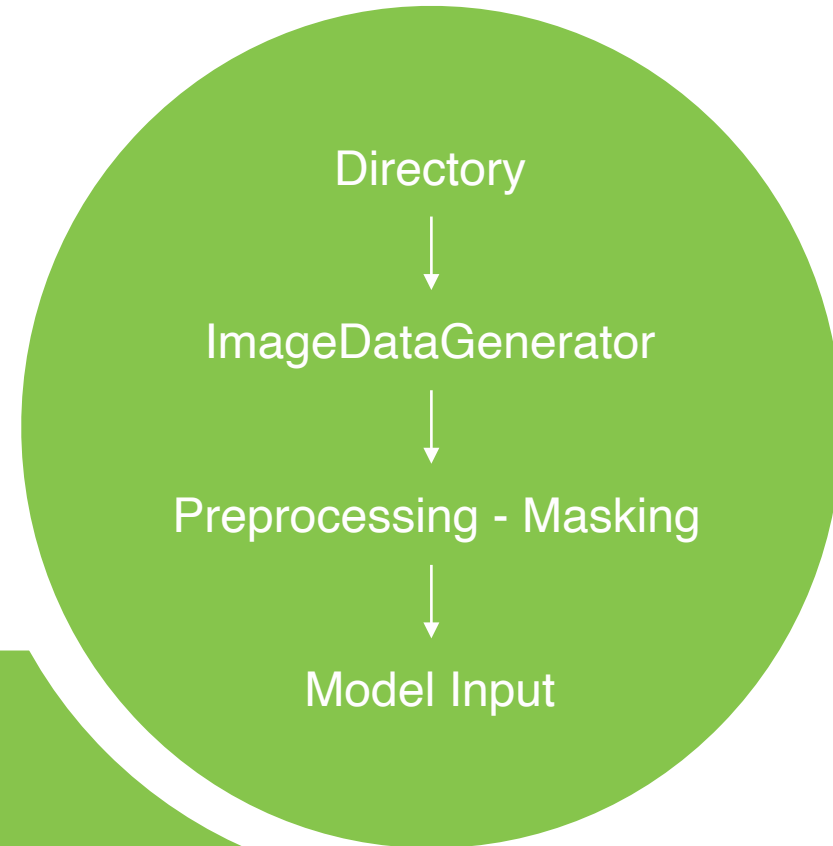 Directory
ImageDataGenerator
Preprocessing - Masking
Model Input